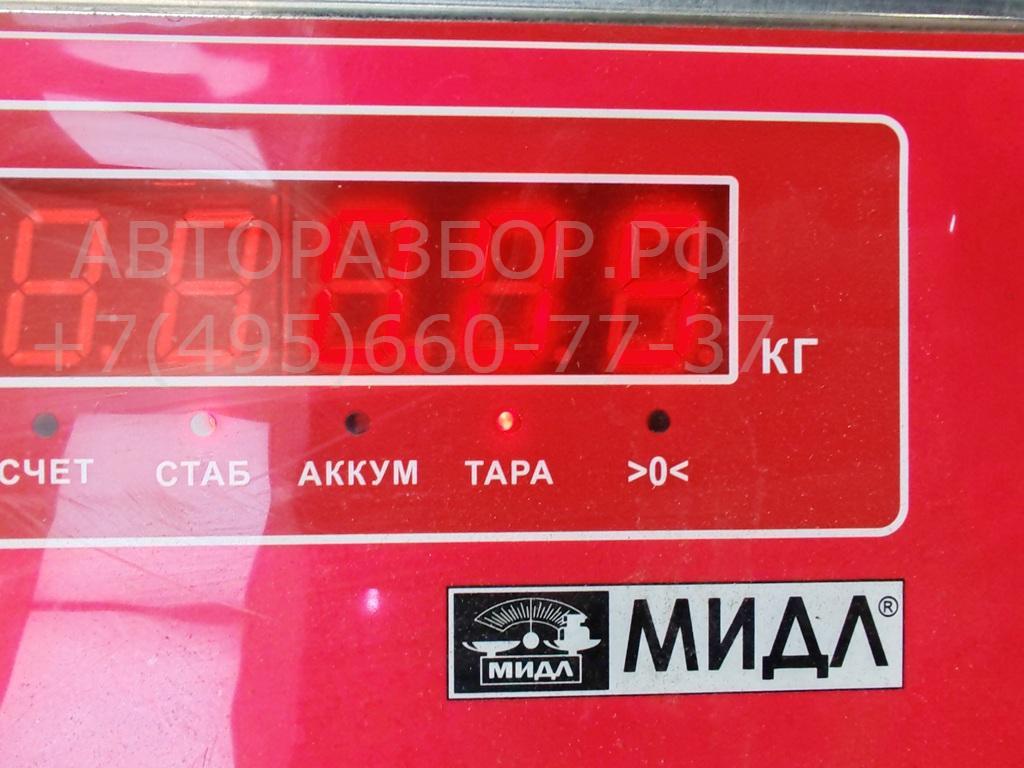 АВТОРАЗБОР.РФ
+7(495)660-77-37
КГ
СЧЕТ СТАБ АККУМ ТАРА >0<
МИДЛ МИДЛ®